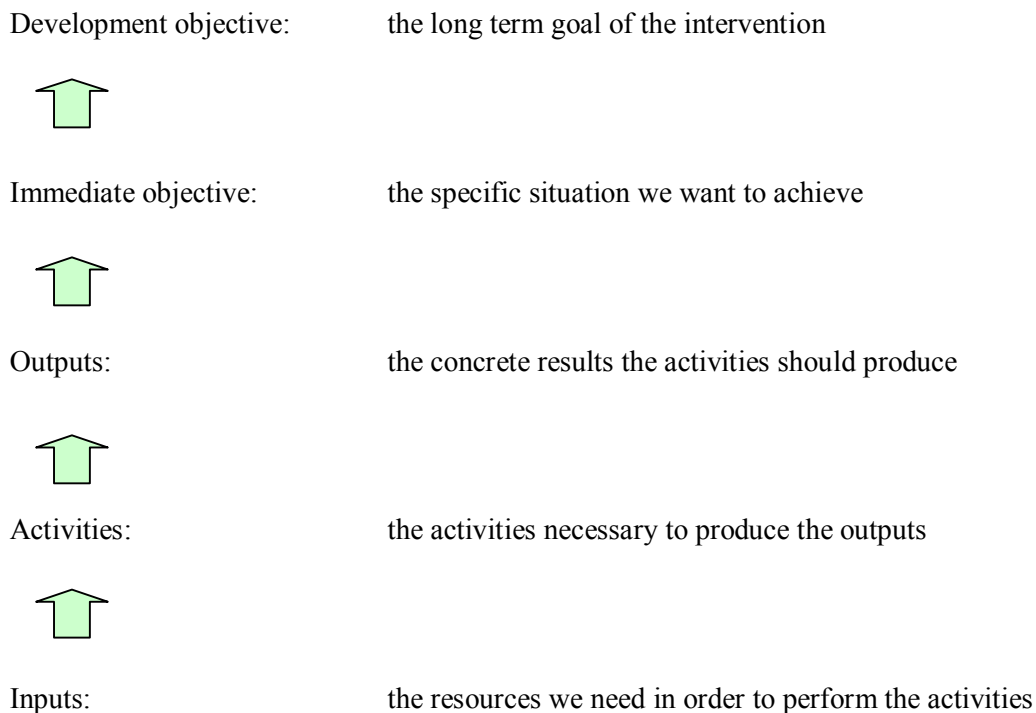 Development objective: the long term goal of the intervention
Immediate objective: the specific situation we want to achieve
Outputs: the concrete results the activities should produce
Activities: the activities necessary to produce the outputs
Inputs: the resources we need in order to perform the activities